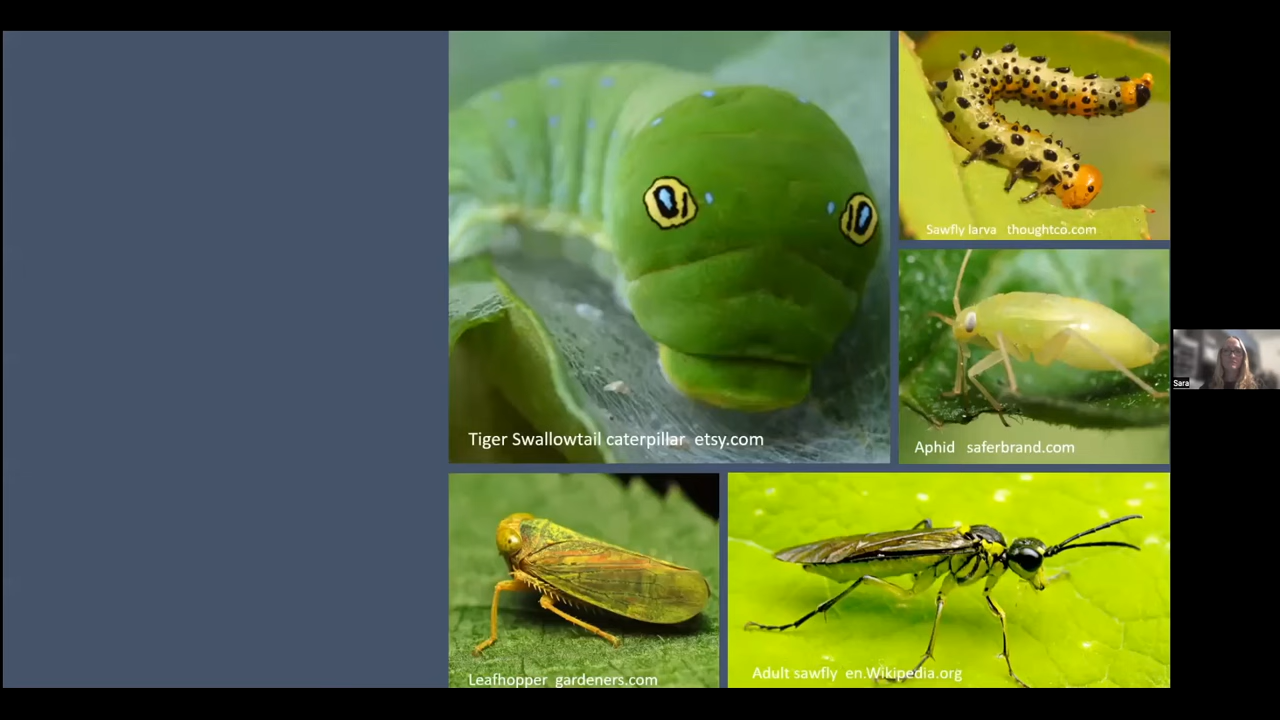 Tiger Swallowtail caterpillar  etsy.com
Sawfly larva   thoughtco.com
Aphid   saferbrand.com
Leafhopper  gardeners.com
Adult sawfly  en.Wikipedia.org
Sara